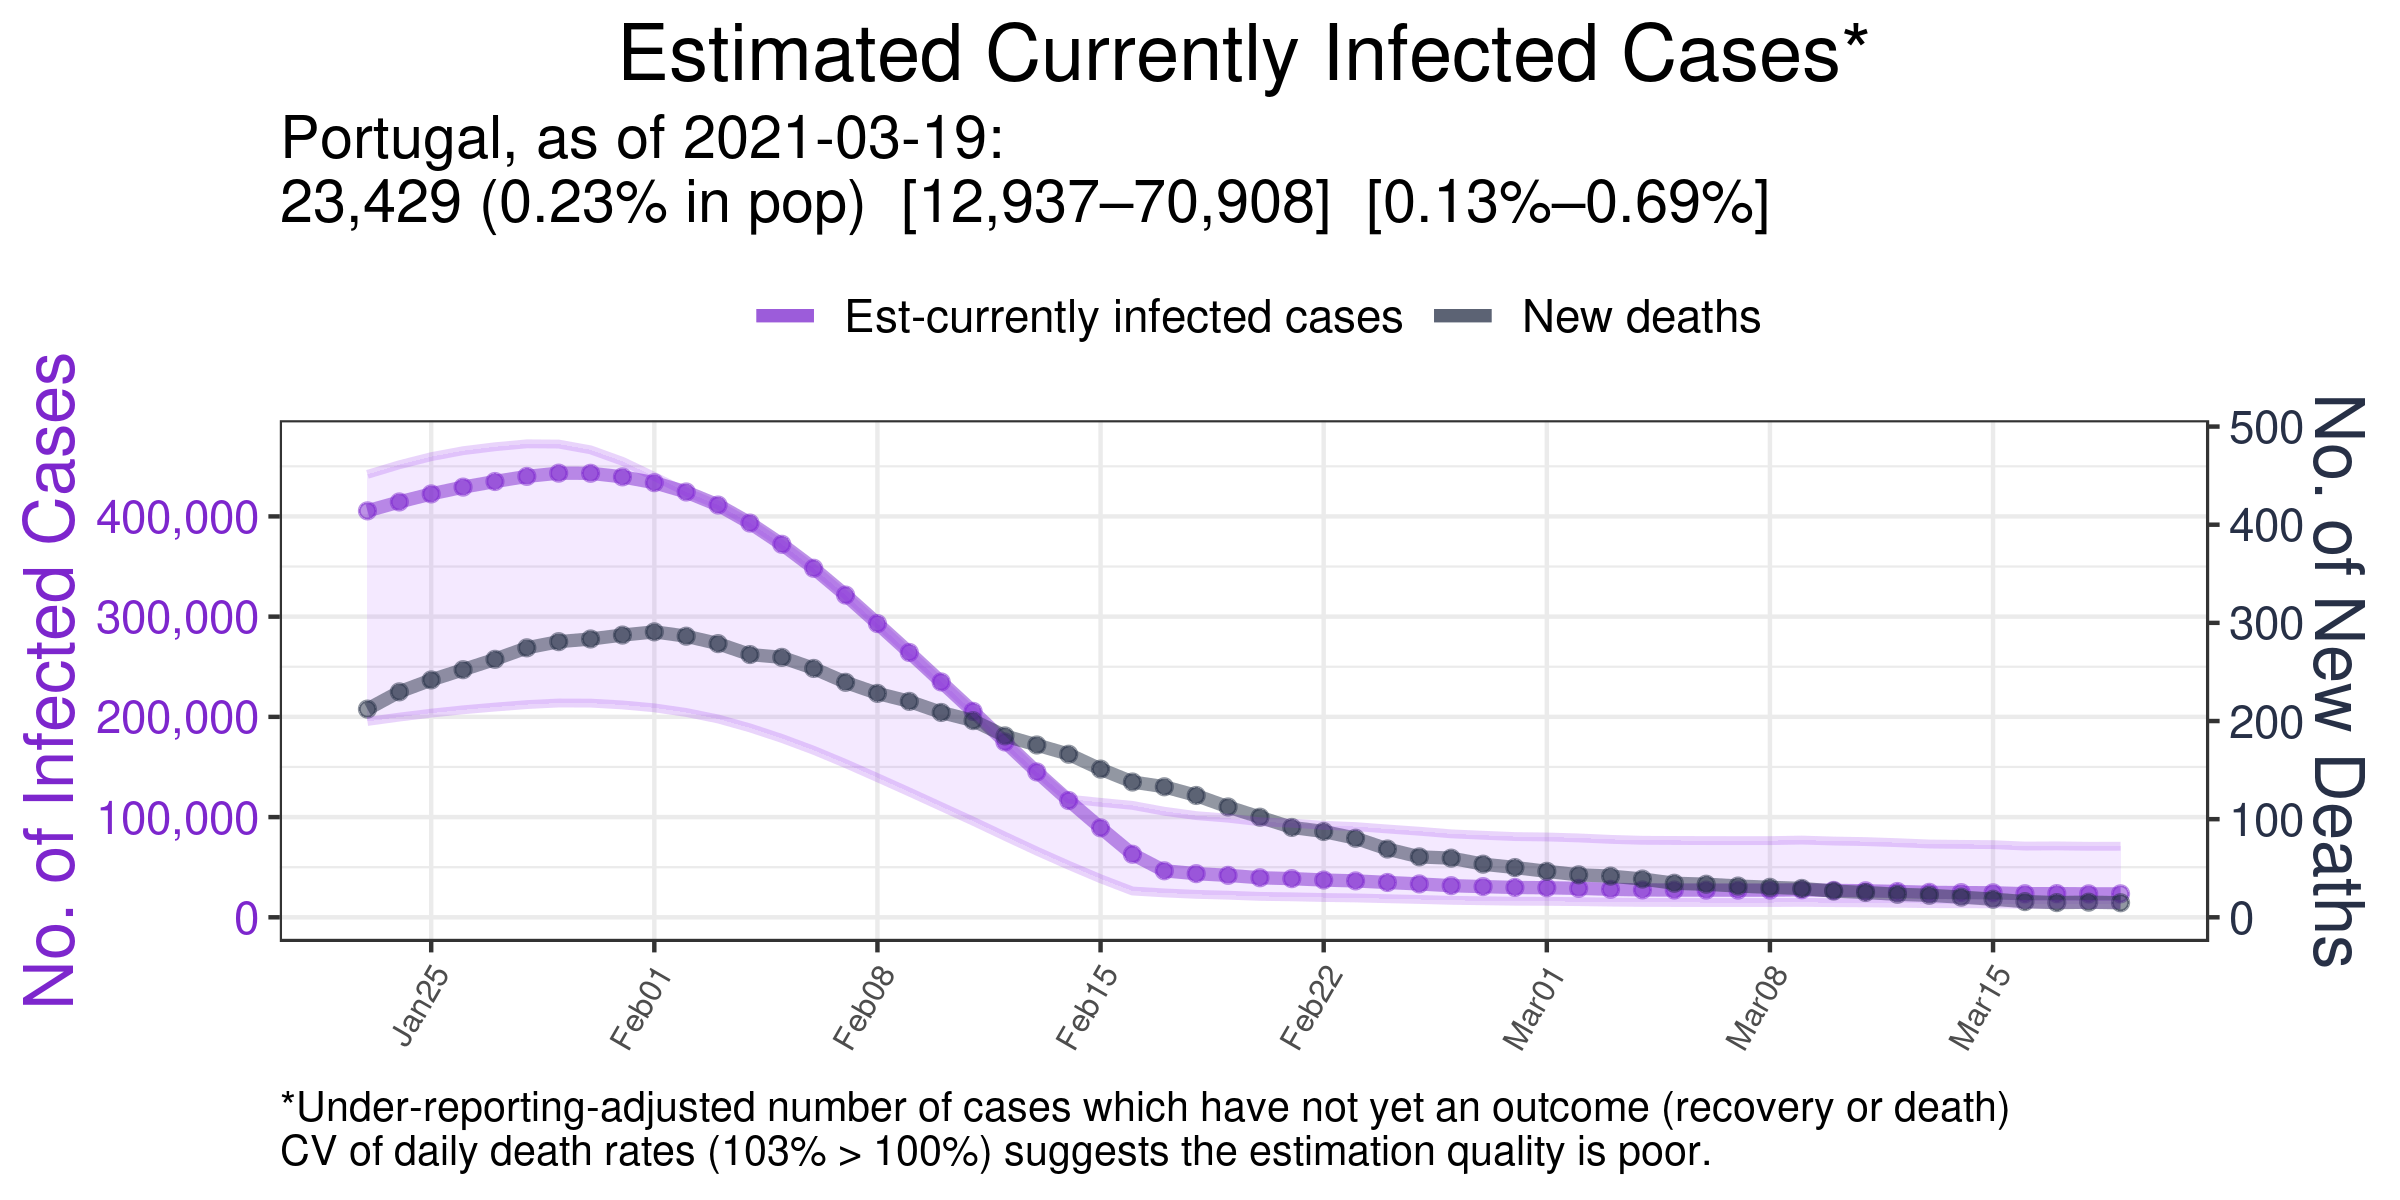 Estimated Currently Infected Cases*
Portugal, as of 2021-03-19:
23,429 (0.23% in pop)  [12,937–70,908]  [0.13%–0.69%]
Est-currently infected cases
New deaths
No. of Infected Cases
400,000
300,000
200,000
100,000
0
500
400
300
200
100
0
No. of New Deaths
Jan25
Feb01
Feb08
Feb15
Feb22
Mar01
Mar08
Mar15
*Under-reporting-adjusted number of cases which have not yet an outcome (recovery or death)
CV of daily death rates (103% > 100%) suggests the estimation quality is poor.